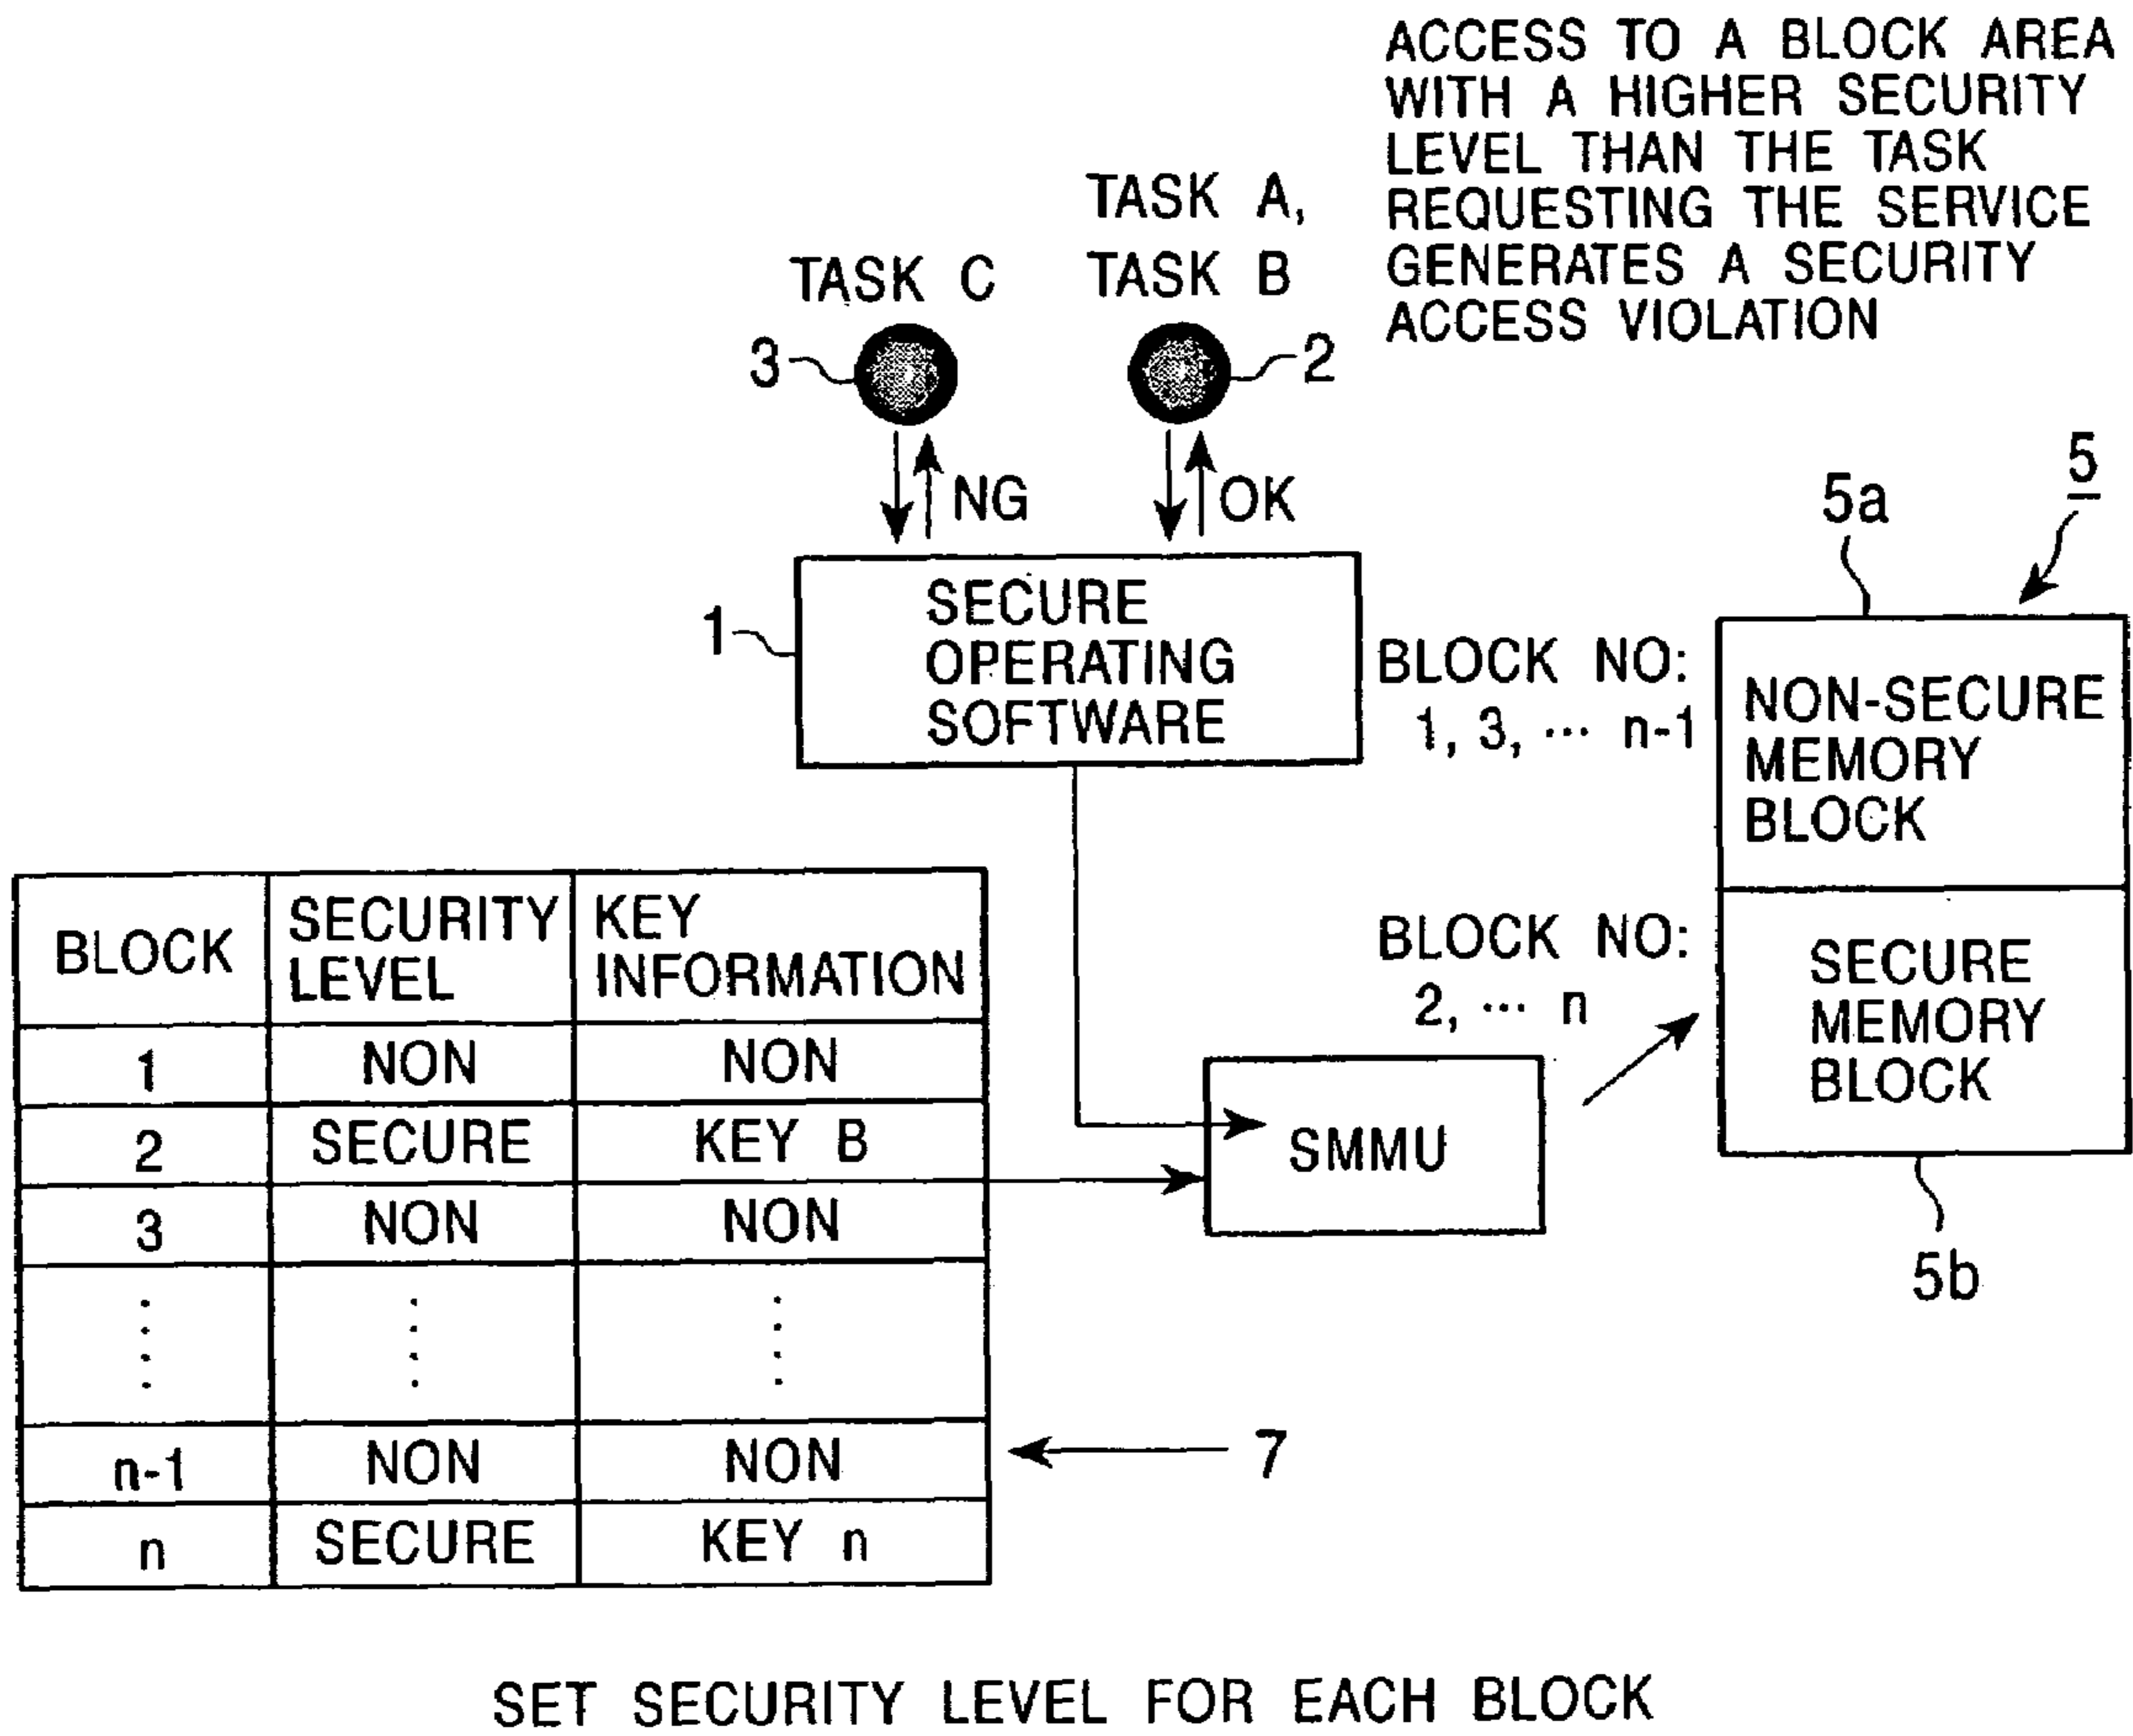 ACCESS TO A BLOCK AREA
WITH A HIGHER SECURITY
LEVEL THAN THE TASK
REQUESTING THE SERVICE
GENERATES A SECURITY
ACCESS VIOLATION
TASK A,
TASK B
TASK C
3
2
NG
OK
5
5a
1
SECURE
OPERATING
SOFTWARE
BLOCK NO:
1, 3, ··· n-1
NON-SECURE
MEMORY
BLOCK
BLOCK NO:
2, ··· n
SECURE
MEMORY
BLOCK
5b
SMMU
BLOCK
SECURITY
LEVEL
KEY
INFORMATION
1 NON NON
2 SECURE KEY B
3 NON NON
n-1 NON NON
n SECURE KEY n
7
SET SECURITY LEVEL FOR EACH BLOCK